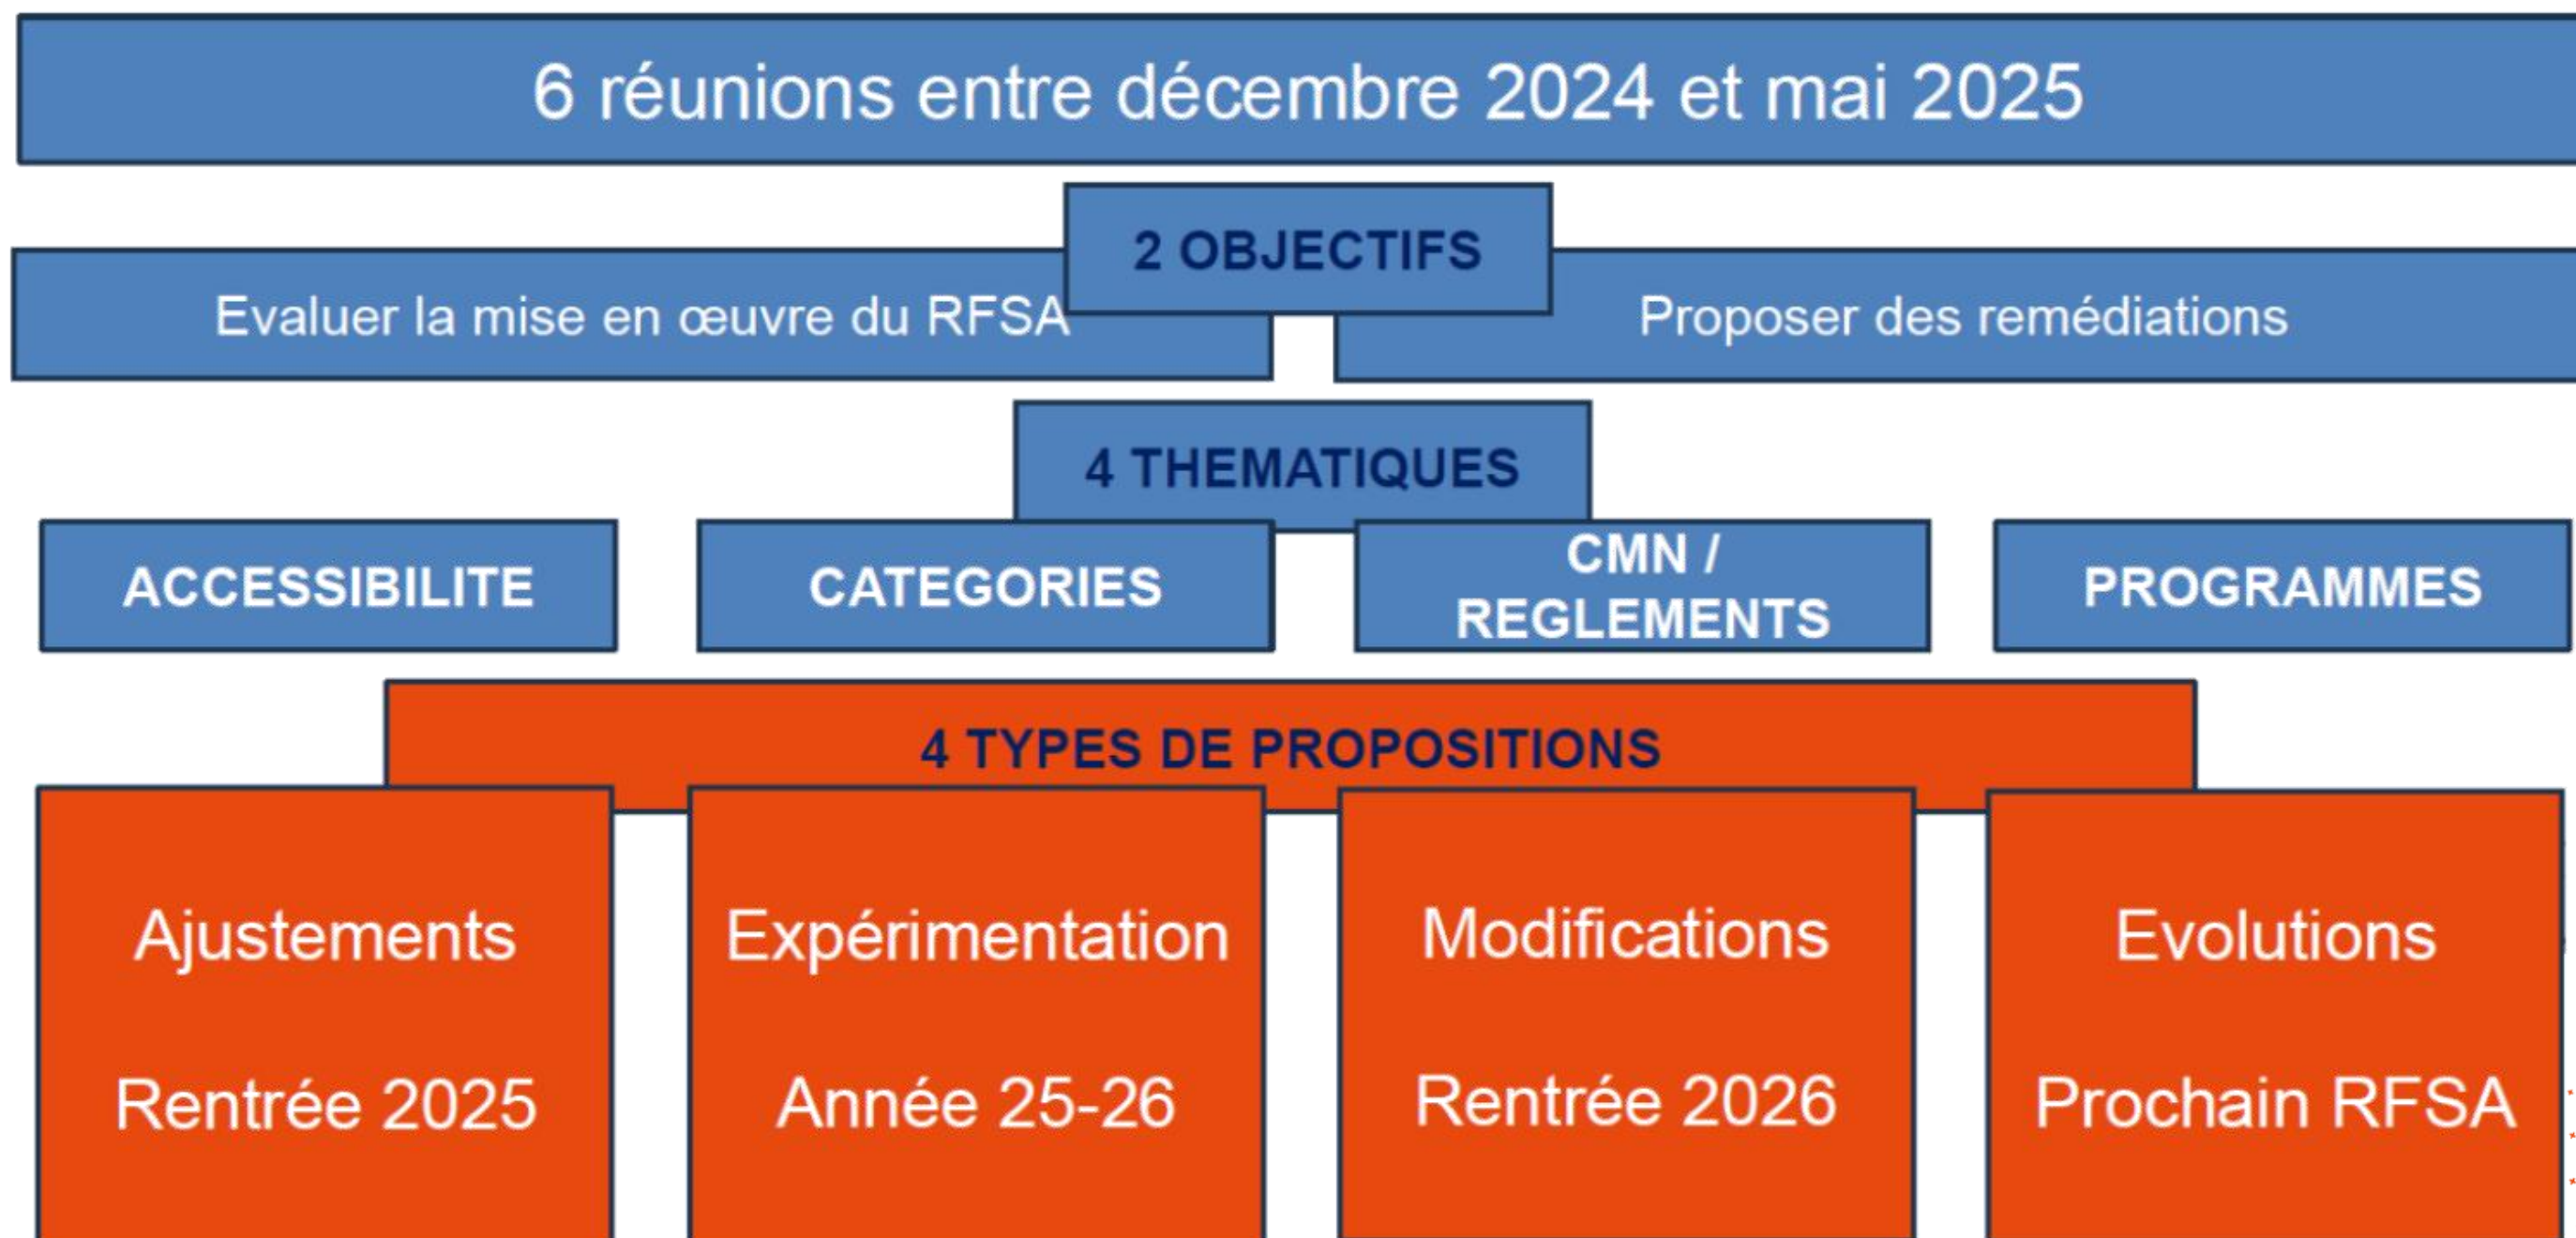 6 réunions entre décembre 2024 et mai 2025
2 OBJECTIFS
Evaluer la mise en œuvre du RFSA
Proposer des remédiations
4 THEMATIQUES
ACCESSIBILITE
CATEGORIES
CMN /
REGLEMENTS
PROGRAMMES
4 TYPES DE PROPOSITIONS
Ajustements
Rentrée 2025
Expérimentation
Année 25-26
Modifications
Rentrée 2026
Evolutions
Prochain RFSA